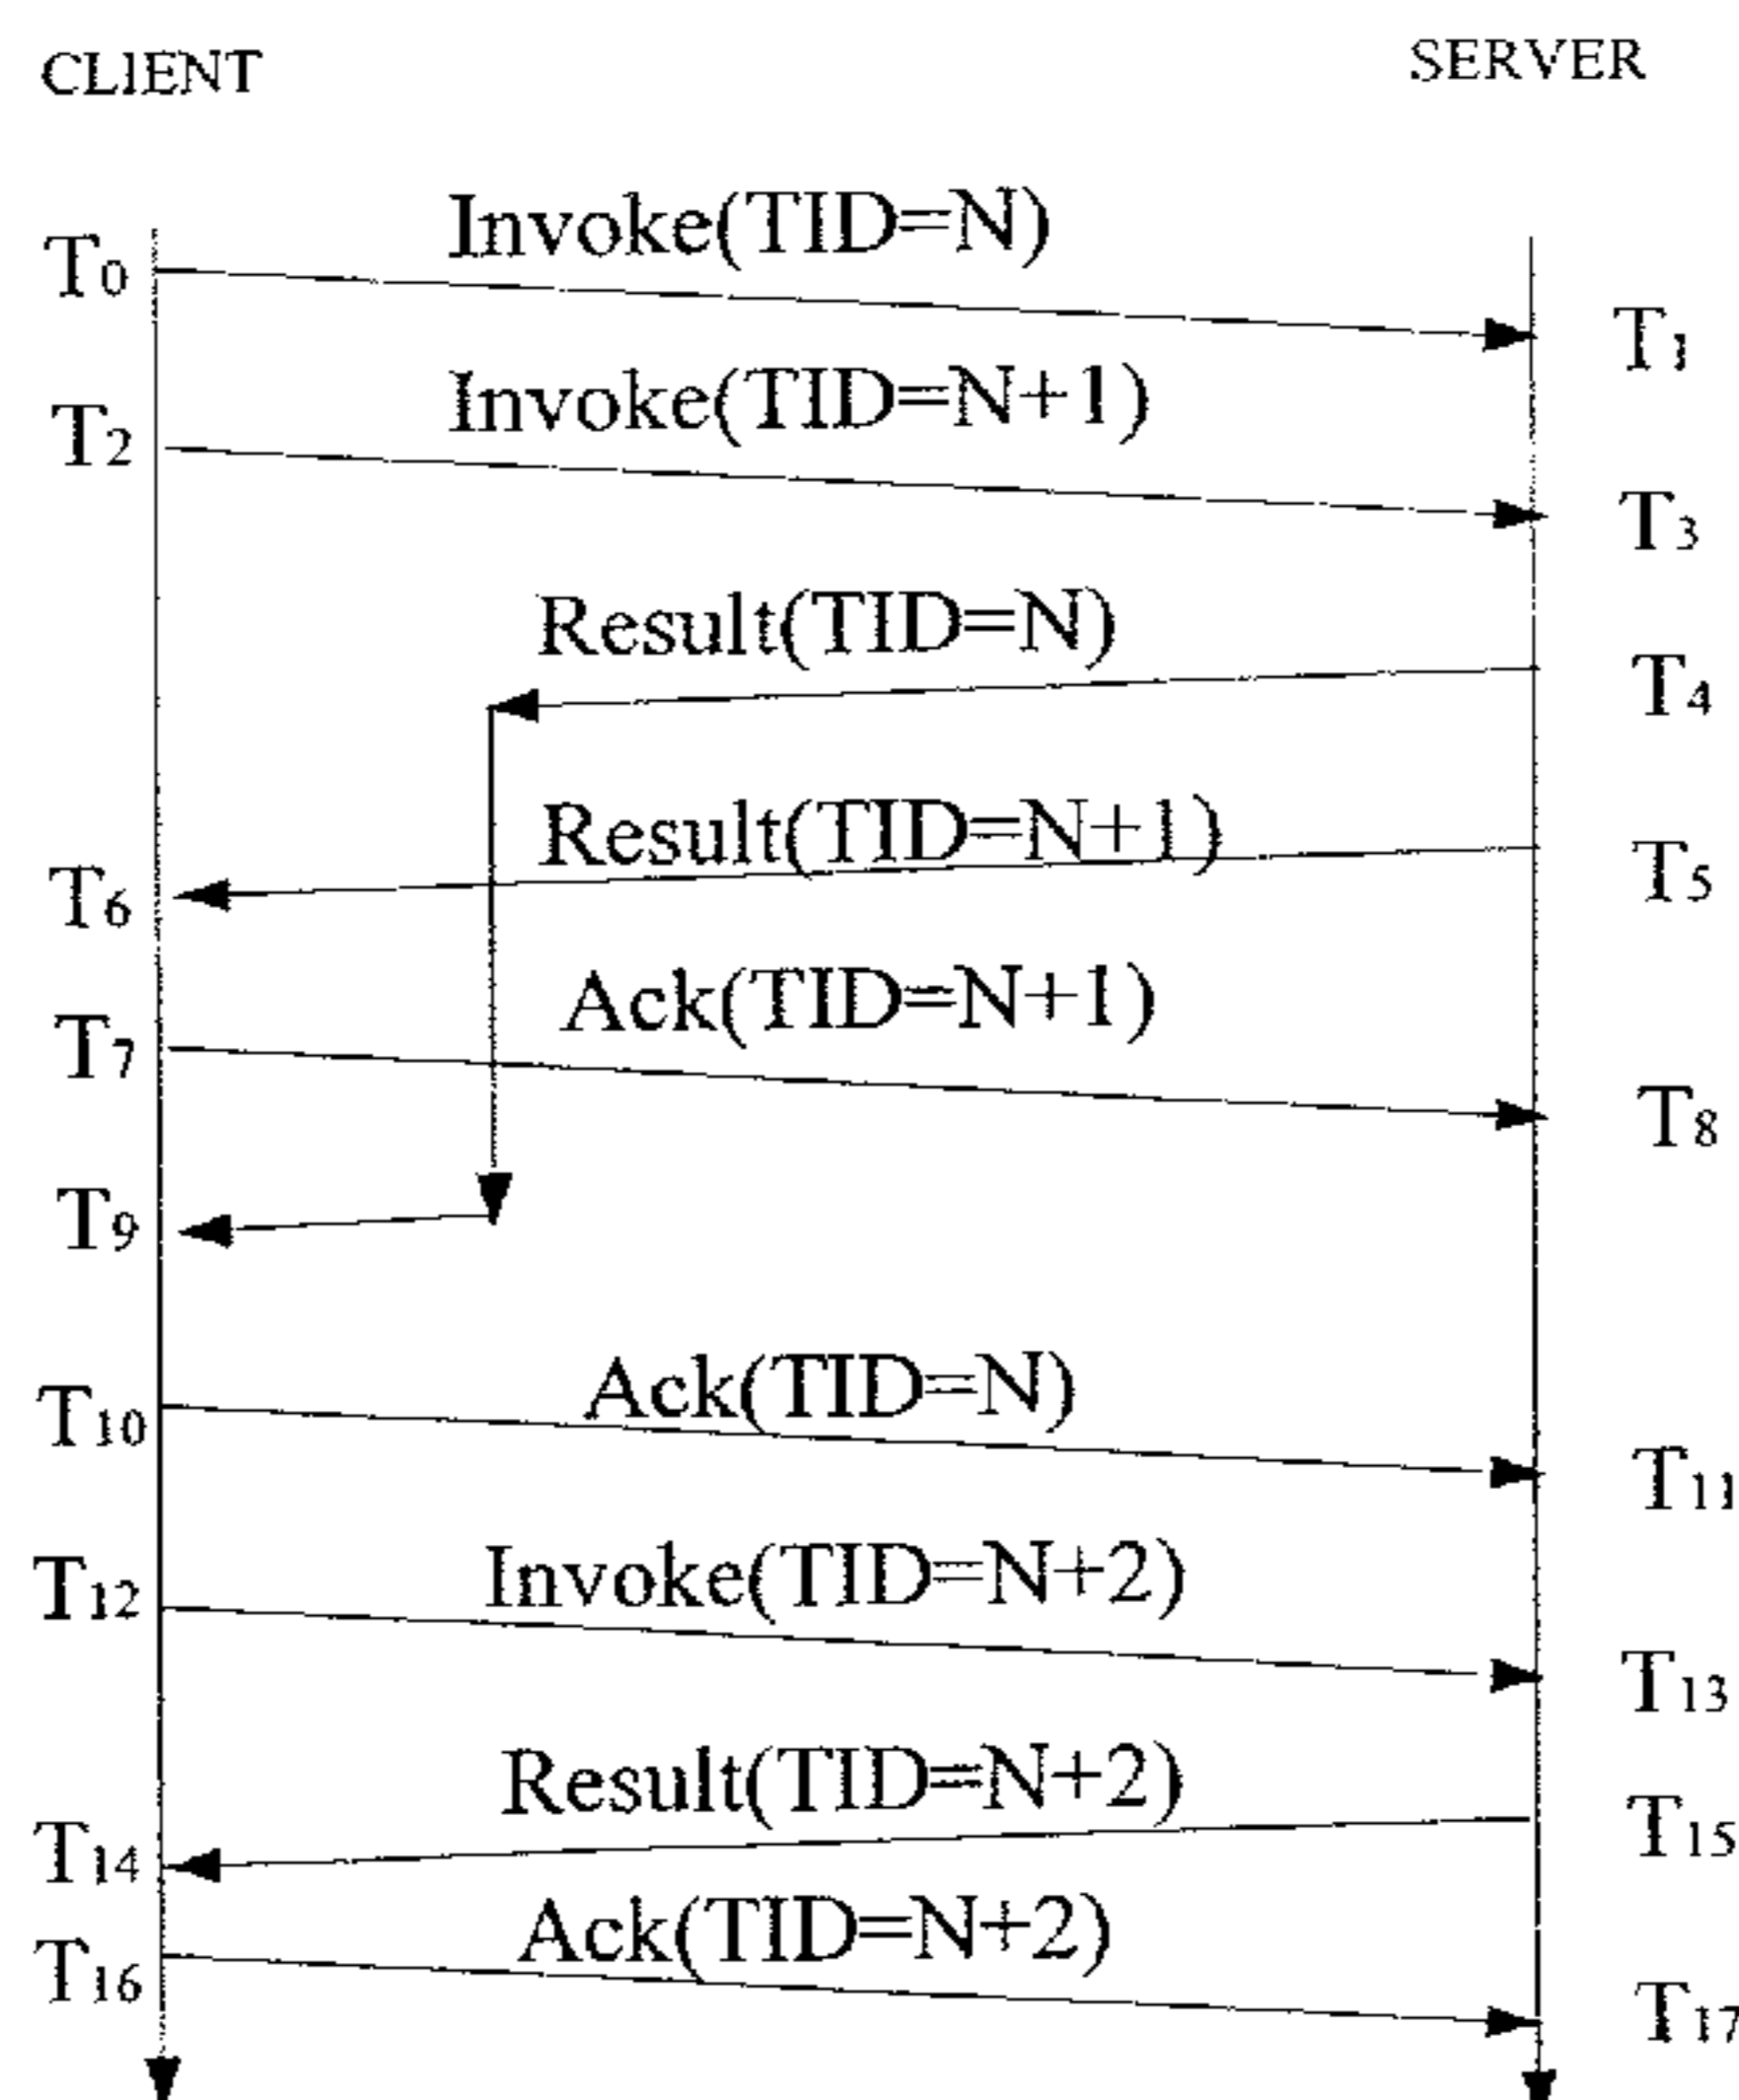 CLIENT SERVER
Invoke(TID=N)
T0 T1
Invoke(TID=N+1)
T2 T3
Result(TID=N)
T4
Result(TID=N+1)
T6 T5
Ack(TID=N+1)
T7 T8
T9
Ack(TID=N)
T10 T11
Invoke(TID=N+2)
T12 T13
Result(TID=N+2)
T14 T15
Ack(TID=N+2)
T16 T17